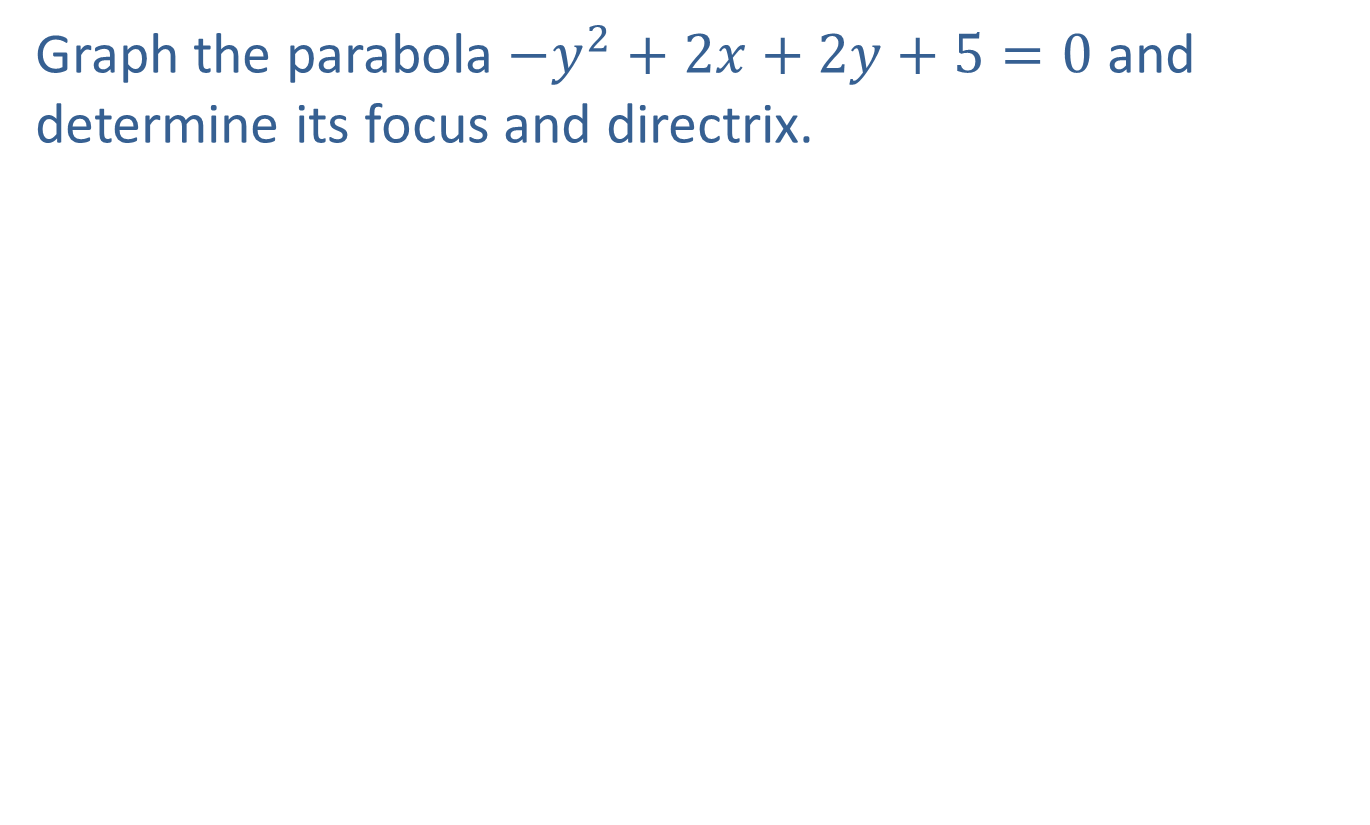 Graph the parabola −𝑦² + 2𝑥 + 2𝑦 + 5 = 0 and
determine its focus and directrix.